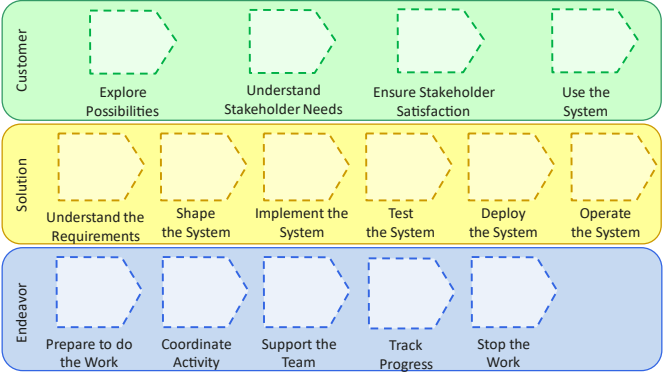 Customer
Explore
Possibilities
Understand
Stakeholder Needs
Ensure Stakeholder
Satisfaction
Use the
System
Solution
Understand the
Requirements
Shape
the System
Implement the
System
Test
the System
Deploy
the System
Operate
the System
Endeavor
Prepare to do
the Work
Coordinate
Activity
Support the
Team
Track
Progress
Stop the
Work